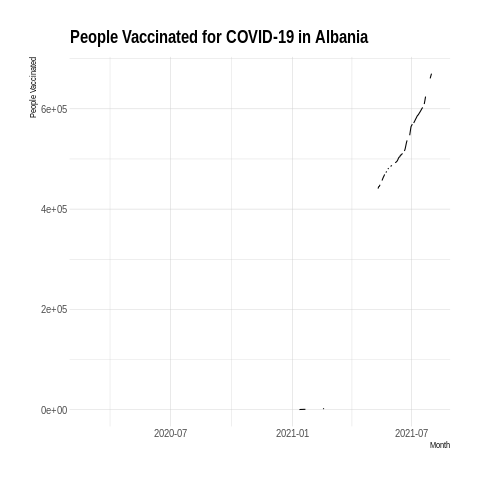 People Vaccinated for COVID-19 in Albania
People Vaccinated
6e+05
4e+05
2e+05
0e+00
2020-07
2021-01
2021-07
Month